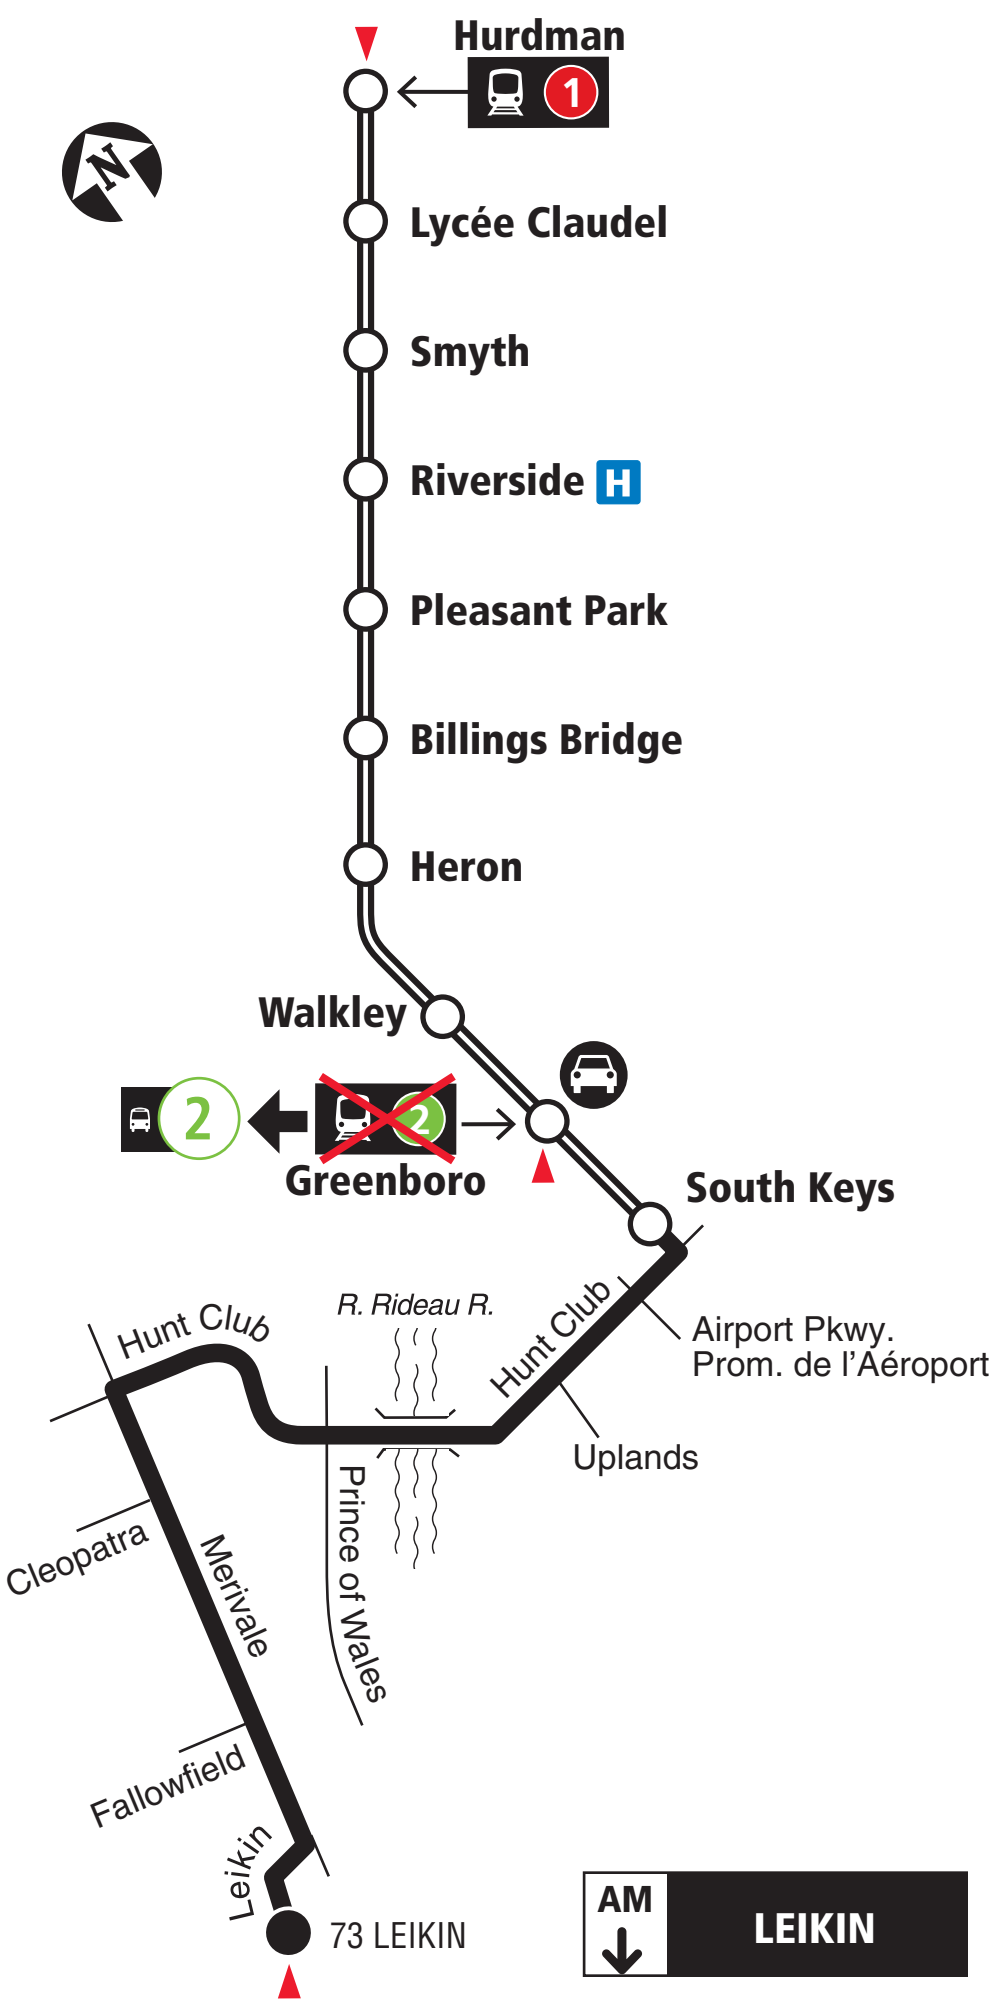 Hurdman
1
N
Lycée Claudel
Smyth
Riverside H
Pleasant Park
Billings Bridge
Heron
Walkley
2
2
Greenboro
South Keys
Hunt Club
R. Rideau R.
Hunt Club
Airport Pkwy.
Prom. de l'Aéroport
Uplands
Prince of Wales
Cleopatra
Merivale
Fallowfield
Leikin
73 LEIKIN
AM
LEIKIN